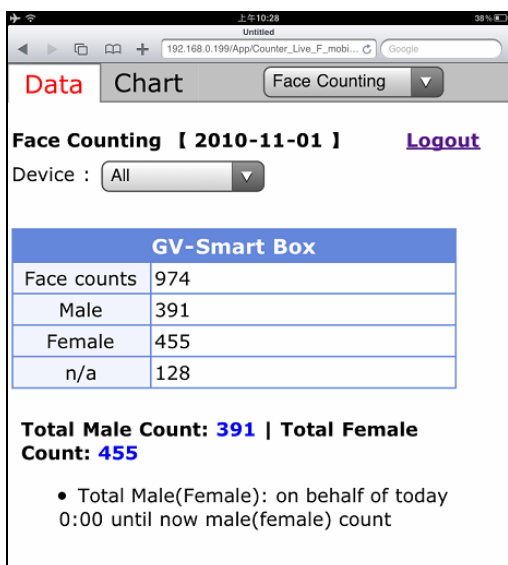 上午10:28
38%
Untitled
192.168.0.199/App/Counter_Live_F_mobi...
Google
Data Chart Face Counting
Face Counting 【 2010-11-01 】 Logout
Device : All
GV-Smart Box
Face counts 974
Male 391
Female 455
n/a 128
Total Male Count: 391 | Total Female
Count: 455
• Total Male(Female): on behalf of today
0:00 until now male(female) count